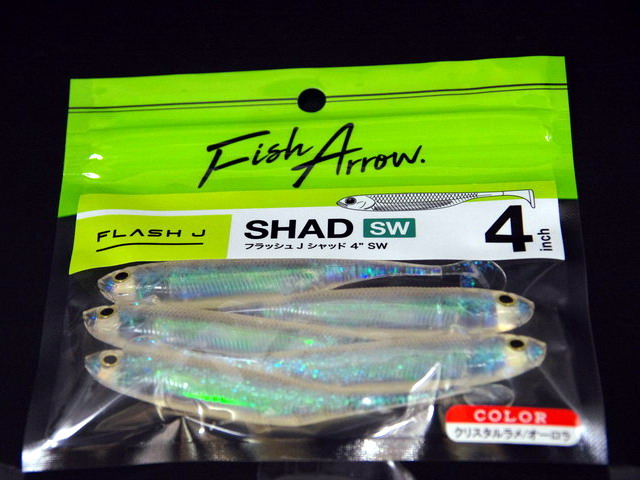 Fish Arrow.
FLASH J
SHAD SW
フラッシュ J シャッド 4" SW
4 inch
COLOR
クリスタルラメ/オーロラ